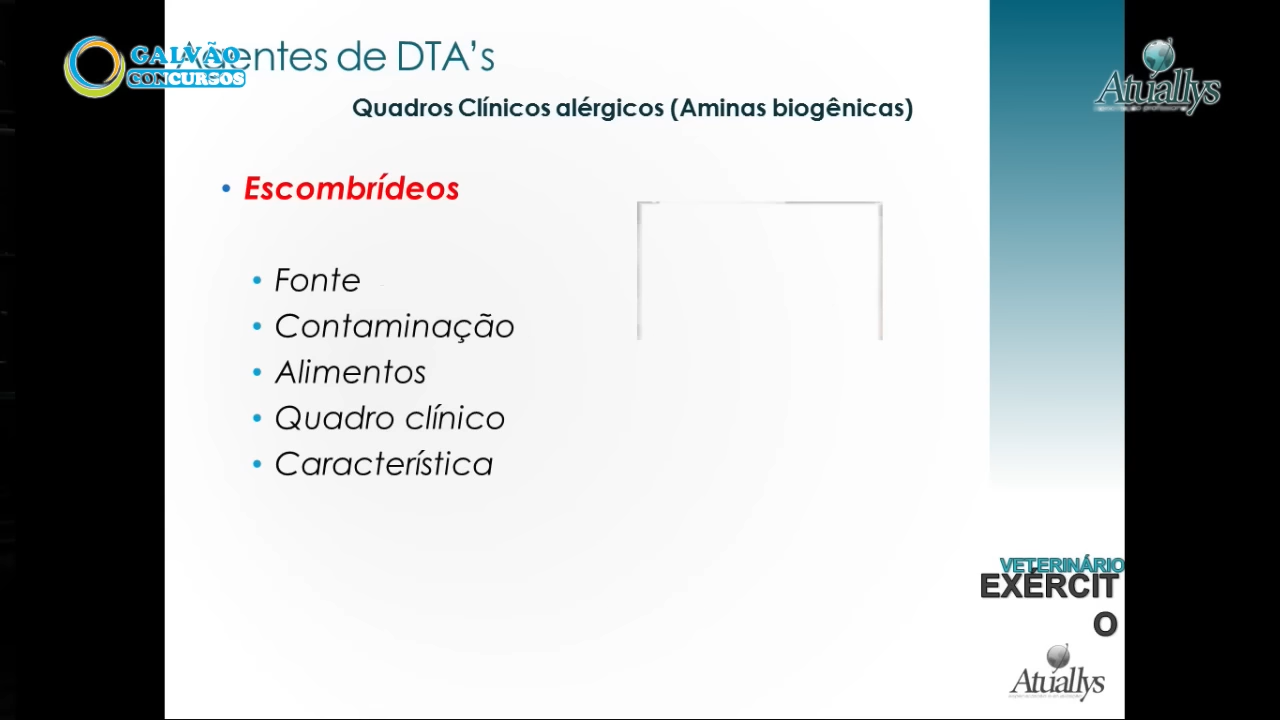 GALVÃO
CONCURSOS
Agentes de DTA's
Atuallys
Quadros Clínicos alérgicos (Aminas biogênicas)
• Escombrídeos
• Fonte
• Contaminação
• Alimentos
• Quadro clínico
• Característica
VETERINÁRIO
EXÉRCIT
O
Atuallys